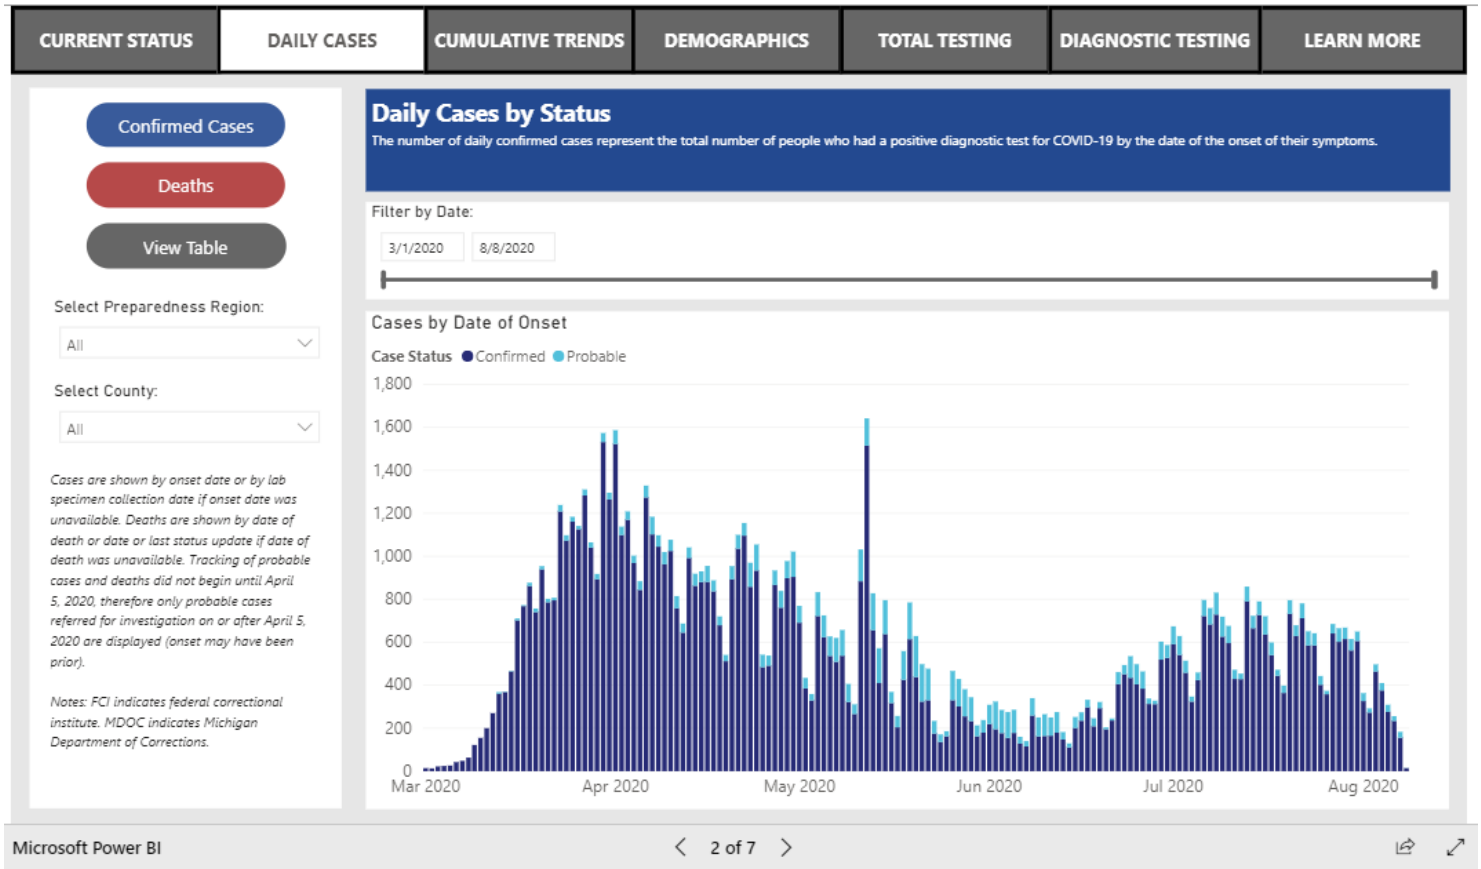 CURRENT STATUS
DAILY CASES
CUMULATIVE TRENDS
DEMOGRAPHICS
TOTAL TESTING
DIAGNOSTIC TESTING
LEARN MORE
Confirmed Cases
Deaths
View Table
Select Preparedness Region:
All
Select County:
All
Cases are shown by onset date or by lab
specimen collection date if onset date was
unavailable. Deaths are shown by date of
death or date or last status update if date of
death was unavailable. Tracking of probable
cases and deaths did not begin until April
5, 2020, therefore only probable cases
referred for investigation on or after April 5,
2020 are displayed (onset may have been
prior).
Notes: FCI indicates federal correctional
institute. MDOC indicates Michigan
Department of Corrections.
Daily Cases by Status
The number of daily confirmed cases represent the total number of people who had a positive diagnostic test for COVID-19 by the date of the onset of their symptoms.
Filter by Date:
3/1/2020
8/8/2020
Cases by Date of Onset
Case Status Confirmed Probable
1,800
1,600
1,400
1,200
1,000
800
600
400
200
0
Mar 2020
Apr 2020
May 2020
Jun 2020
Jul 2020
Aug 2020
Microsoft Power BI
2 of 7